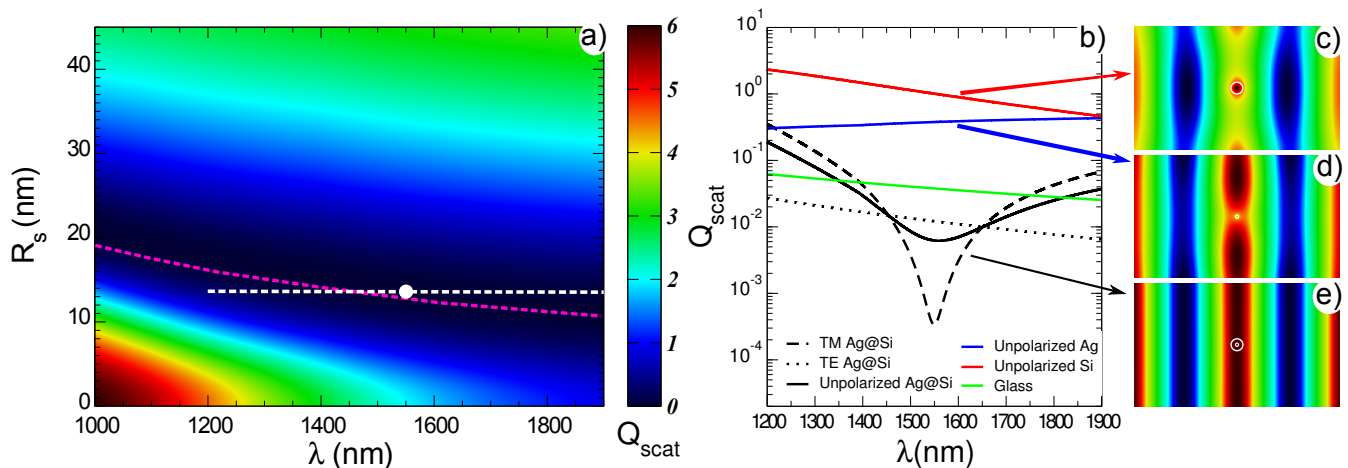 a)
R_s (nm)
40
30
20
10
0
1000 1200 1400 1600 1800
λ (nm)
6
5
4
3
2
1
0
Q_scat
b)
Q_scat
10^1
10^0
10^-1
10^-2
10^-3
10^-4
TM Ag@Si
TE Ag@Si
Unpolarized Ag@Si
Unpolarized Ag
Unpolarized Si
Glass
1200 1300 1400 1500 1600 1700 1800 1900
λ(nm)
c)
d)
e)